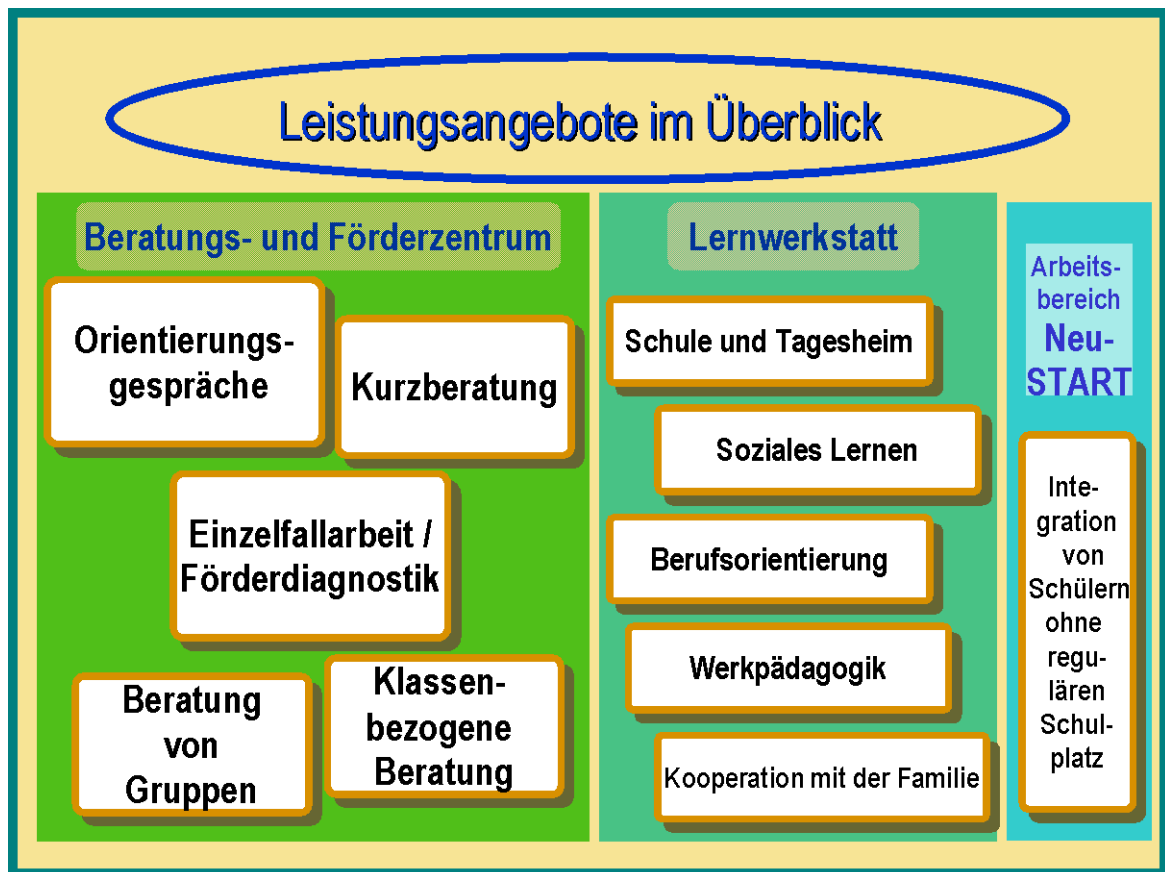 Leistungsangebote im Überblick
Beratungs- und Förderzentrum
Orientierungs-
gespräche
Kurzberatung
Einzelfallarbeit /
Förderdiagnostik
Beratung
von
Gruppen
Klassen-
bezogene
Beratung
Lernwerkstatt
Schule und Tagesheim
Soziales Lernen
Berufsorientierung
Werkpädagogik
Kooperation mit der Familie
Arbeits-
bereich
Neu-
START
Inte-
gration
von
Schülern
ohne
regu-
lären
Schul-
platz